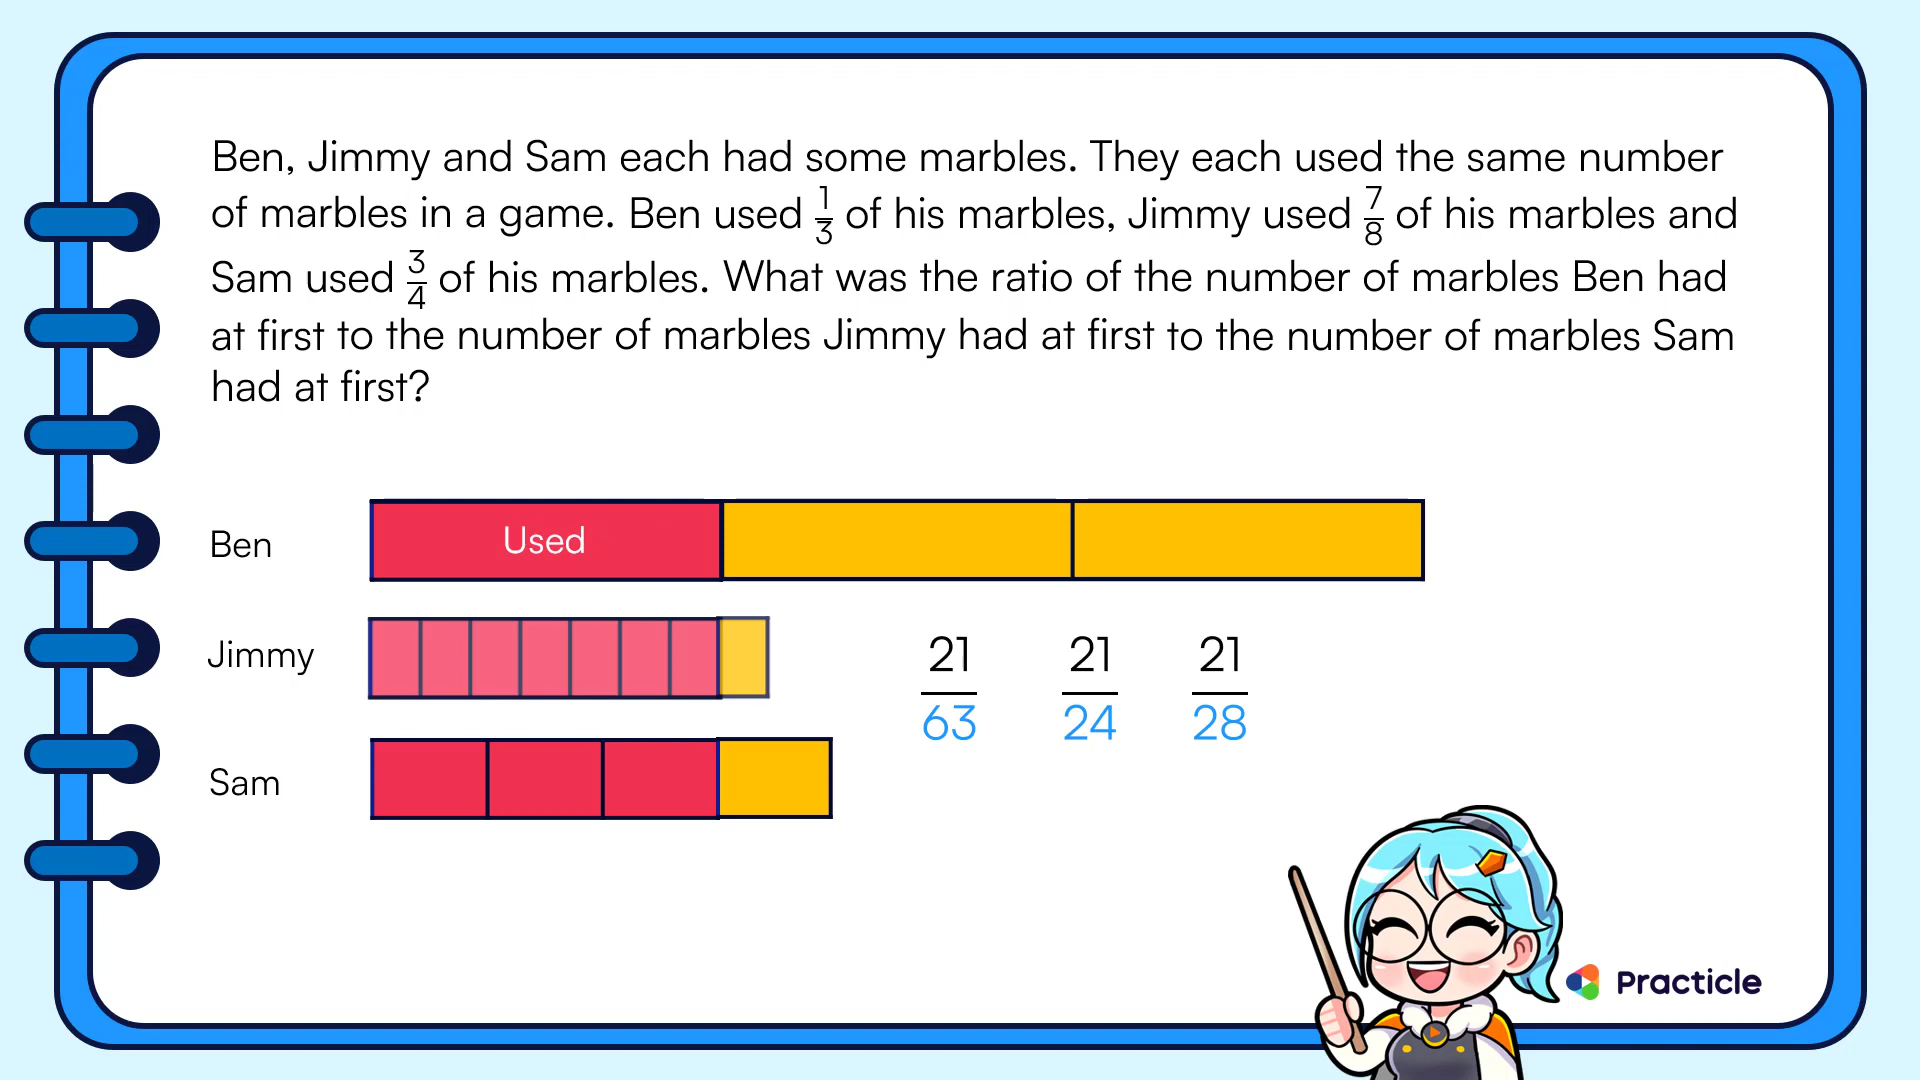 Ben, Jimmy and Sam each had some marbles. They each used the same number
of marbles in a game. Ben used 1/3 of his marbles, Jimmy used 7/8 of his marbles and
Sam used 3/4 of his marbles. What was the ratio of the number of marbles Ben had
at first to the number of marbles Jimmy had at first to the number of marbles Sam
had at first?
Ben
Used
Jimmy
21/63 21/24 21/28
Sam
Practicle